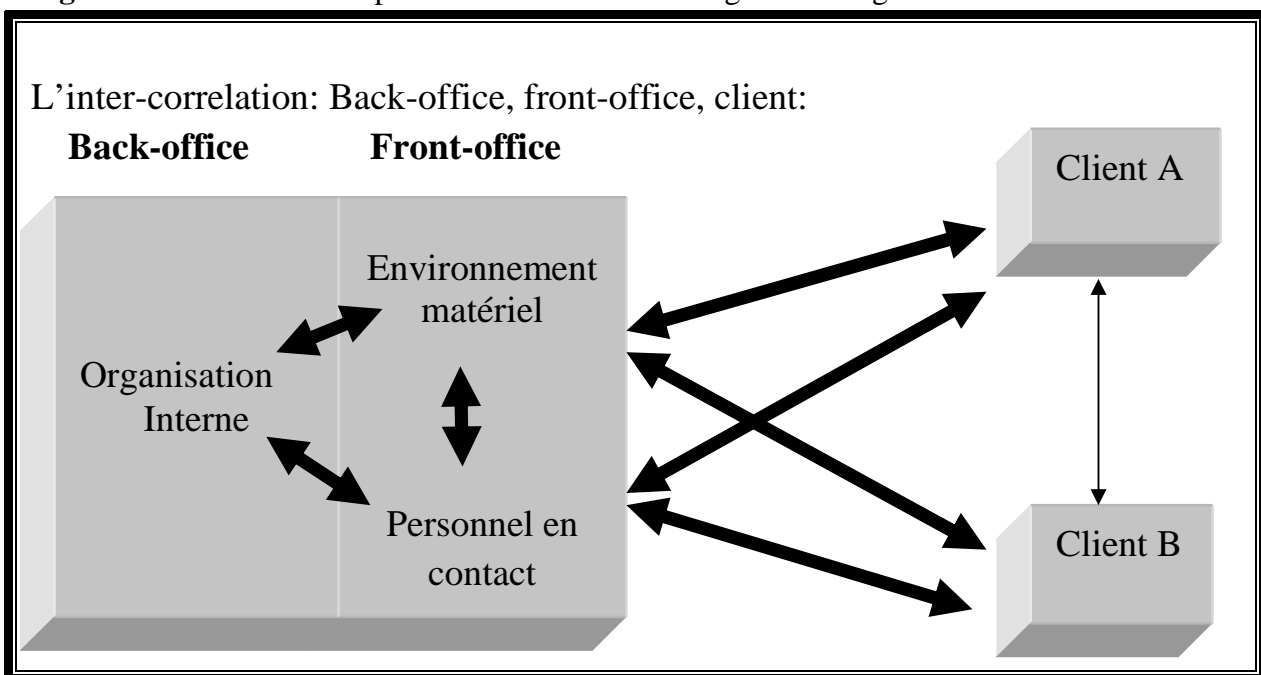 L’inter-correlation: Back-office, front-office, client:
Back-office Front-office
Client A
Environnement
matériel
Organisation
Interne
Personnel en
contact
Client B